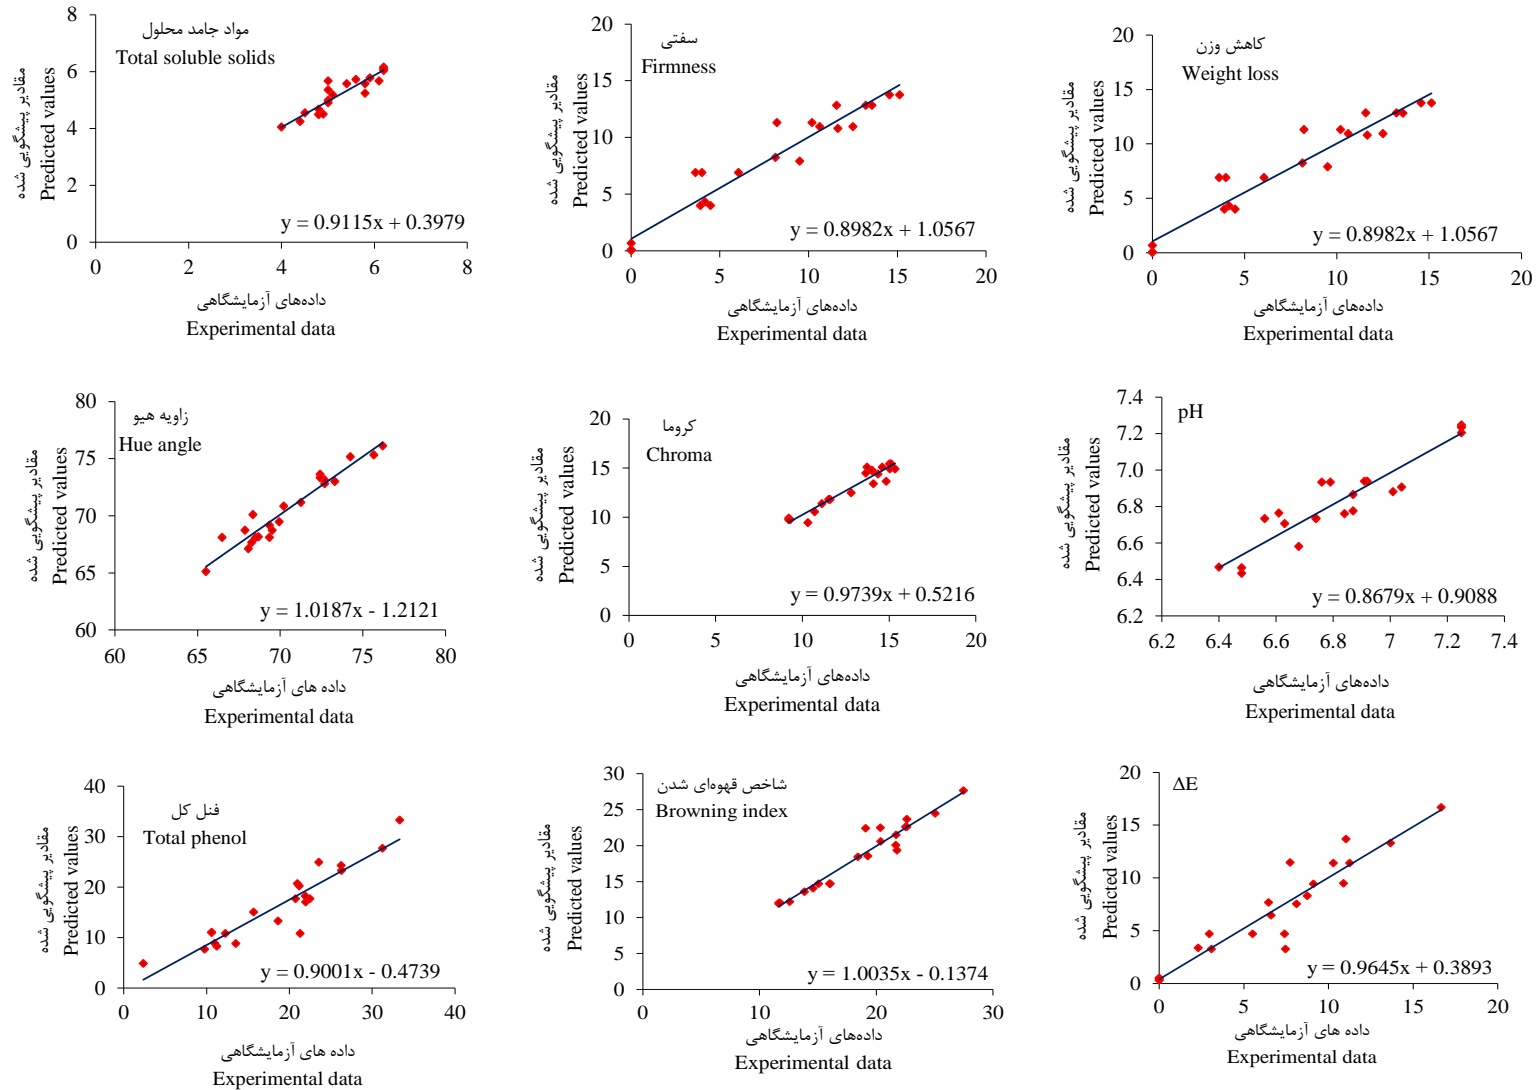 مواد جامد محلول
Total soluble solids
مقادیر پیشگویی شده
Predicted values
8
6
4
2
0
y = 0.9115x + 0.3979
0 2 4 6 8
داده‌های آزمایشگاهی
Experimental data
سفتی
Firmness
مقادیر پیشگویی شده
Predicted values
20
15
10
5
0
y = 0.8982x + 1.0567
0 5 10 15 20
داده‌های آزمایشگاهی
Experimental data
کاهش وزن
Weight loss
مقادیر پیشگویی شده
Predicted values
20
15
10
5
0
y = 0.8982x + 1.0567
0 5 10 15 20
داده‌های آزمایشگاهی
Experimental data
زاویه هیو
Hue angle
مقادیر پیشگویی شده
Predicted values
80
75
70
65
60
y = 1.0187x - 1.2121
60 65 70 75 80
داده های آزمایشگاهی
Experimental data
کروما
Chroma
مقادیر پیشگویی شده
Predicted values
20
15
10
5
0
y = 0.9739x + 0.5216
0 5 10 15 20
داده‌های آزمایشگاهی
Experimental data
pH
مقادیر پیشگویی شده
Predicted values
7.4
7.2
7.0
6.8
6.6
6.4
6.2
y = 0.8679x + 0.9088
6.2 6.4 6.6 6.8 7 7.2 7.4
داده‌های آزمایشگاهی
Experimental data
فنل کل
Total phenol
مقادیر پیشگویی شده
Predicted values
40
30
20
10
0
y = 0.9001x - 0.4739
0 10 20 30 40
داده های آزمایشگاهی
Experimental data
شاخص قهوه‌ای شدن
Browning index
مقادیر پیشگویی شده
Predicted values
30
25
20
15
10
5
0
y = 1.0035x - 0.1374
0 10 20 30
داده‌های آزمایشگاهی
Experimental data
ΔE
مقادیر پیشگویی شده
Predicted values
20
15
10
5
0
y = 0.9645x + 0.3893
0 5 10 15 20
داده های آزمایشگاهی
Experimental data